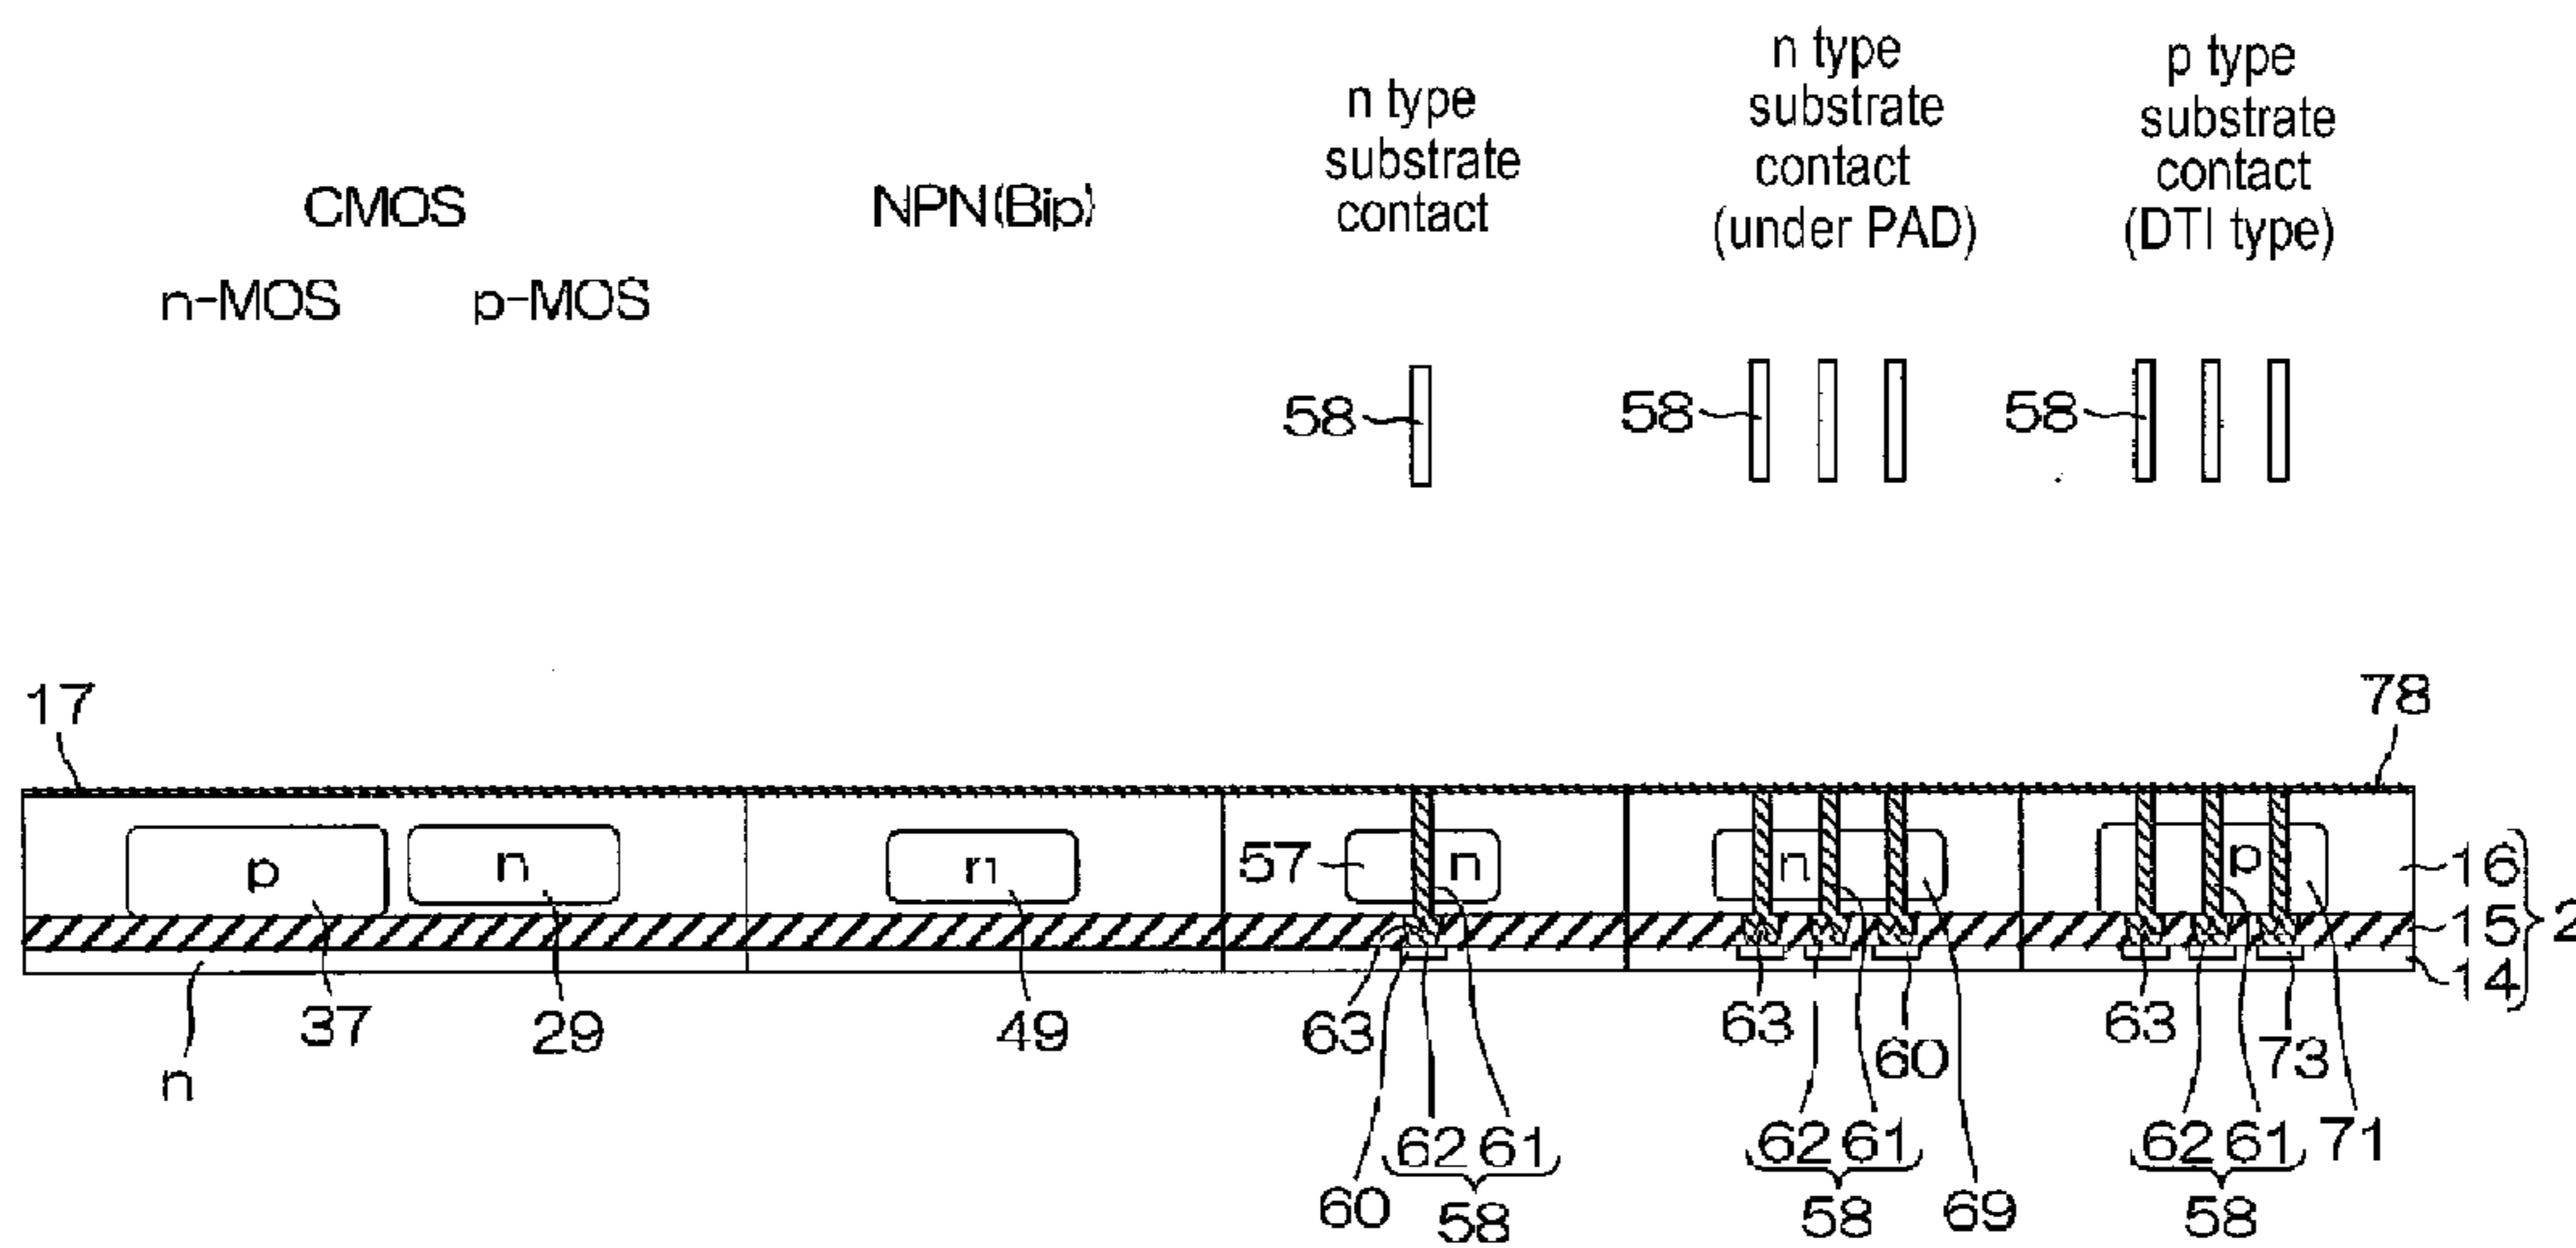 n type
substrate
contact
n type
substrate
contact
(under PAD)
p type
substrate
contact
(DTI type)
CMOS
NPN(Bip)
n-MOS p-MOS
58 58 58
17 78
p n n 57 n n p 16
15 2
14
37 29 49 63 63 60 63 73
n
62 61 62 61 62 61 71
60 58 58 69 58